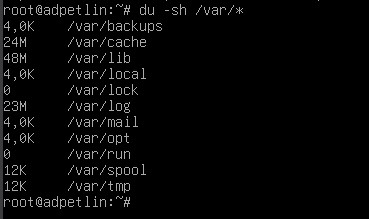 root@adpetlin:~# du -sh /var/*
4,0K /var/backups
24M /var/cache
48M /var/lib
4,0K /var/local
0 /var/lock
23M /var/log
4,0K /var/mail
4,0K /var/opt
0 /var/run
12K /var/spool
12K /var/tmp
root@adpetlin:~#